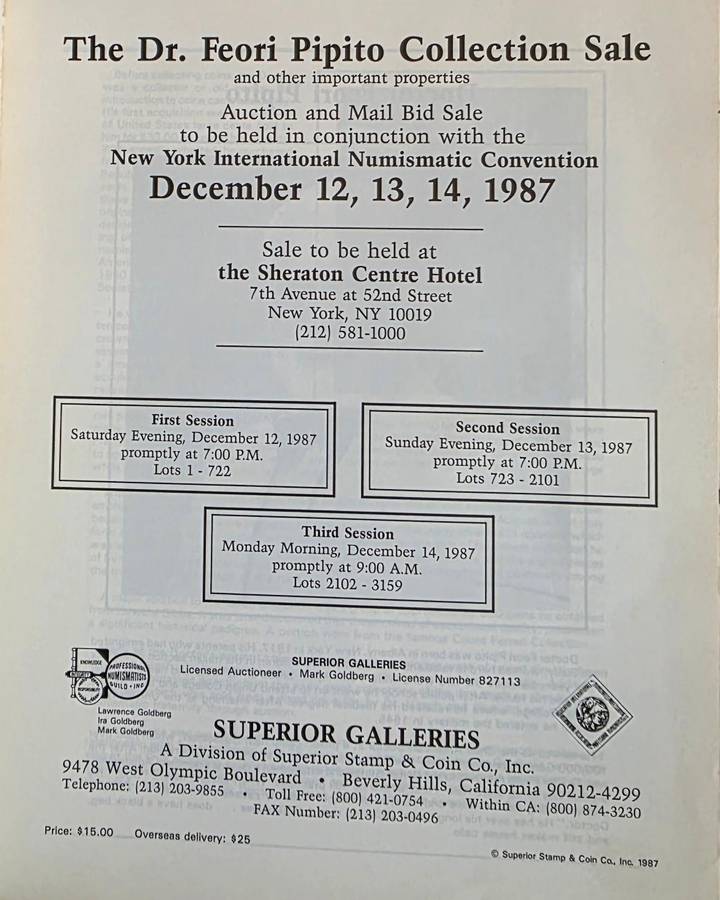 The Dr. Feori Pipito Collection Sale
and other important properties
Auction and Mail Bid Sale
to be held in conjunction with the
New York International Numismatic Convention
December 12, 13, 14, 1987
Sale to be held at
the Sheraton Centre Hotel
7th Avenue at 52nd Street
New York, NY 10019
(212) 581-1000
First Session
Saturday Evening, December 12, 1987
promptly at 7:00 P.M.
Lots 1 - 722
Second Session
Sunday Evening, December 13, 1987
promptly at 7:00 P.M.
Lots 723 - 2101
Third Session
Monday Morning, December 14, 1987
promptly at 9:00 A.M.
Lots 2102 - 3159
KNOWLEDGE
INTEGRITY
RESPONSIBILITY
PROFESSIONAL
NUMISMATISTS
GUILD • INC
Lawrence Goldberg
Ira Goldberg
Mark Goldberg
SUPERIOR GALLERIES
Licensed Auctioneer • Mark Goldberg • License Number 827113
SUPERIOR GALLERIES
A Division of Superior Stamp & Coin Co., Inc.
9478 West Olympic Boulevard • Beverly Hills, California 90212-4299
Telephone: (213) 203-9855 • Toll Free: (800) 421-0754 • Within CA: (800) 874-3230
FAX Number: (213) 203-0496
Price: $15.00 Overseas delivery: $25
© Superior Stamp & Coin Co., Inc. 1987